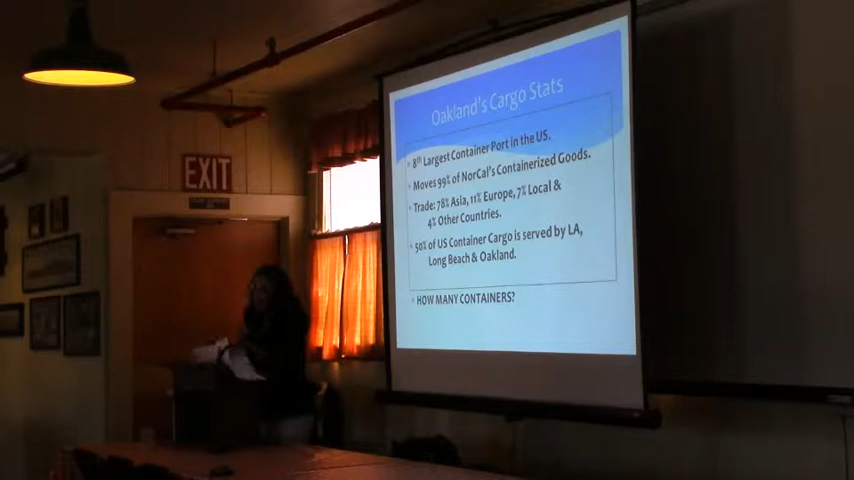 EXIT
Oakland's Cargo Stats
8th Largest Container Port in the US.
Moves 99% of NorCal's Containerized Goods.
Trade: 78% Asia, 11% Europe, 7% Local &
4% Other Countries.
50% of US Container Cargo is served by LA,
Long Beach & Oakland.
HOW MANY CONTAINERS?